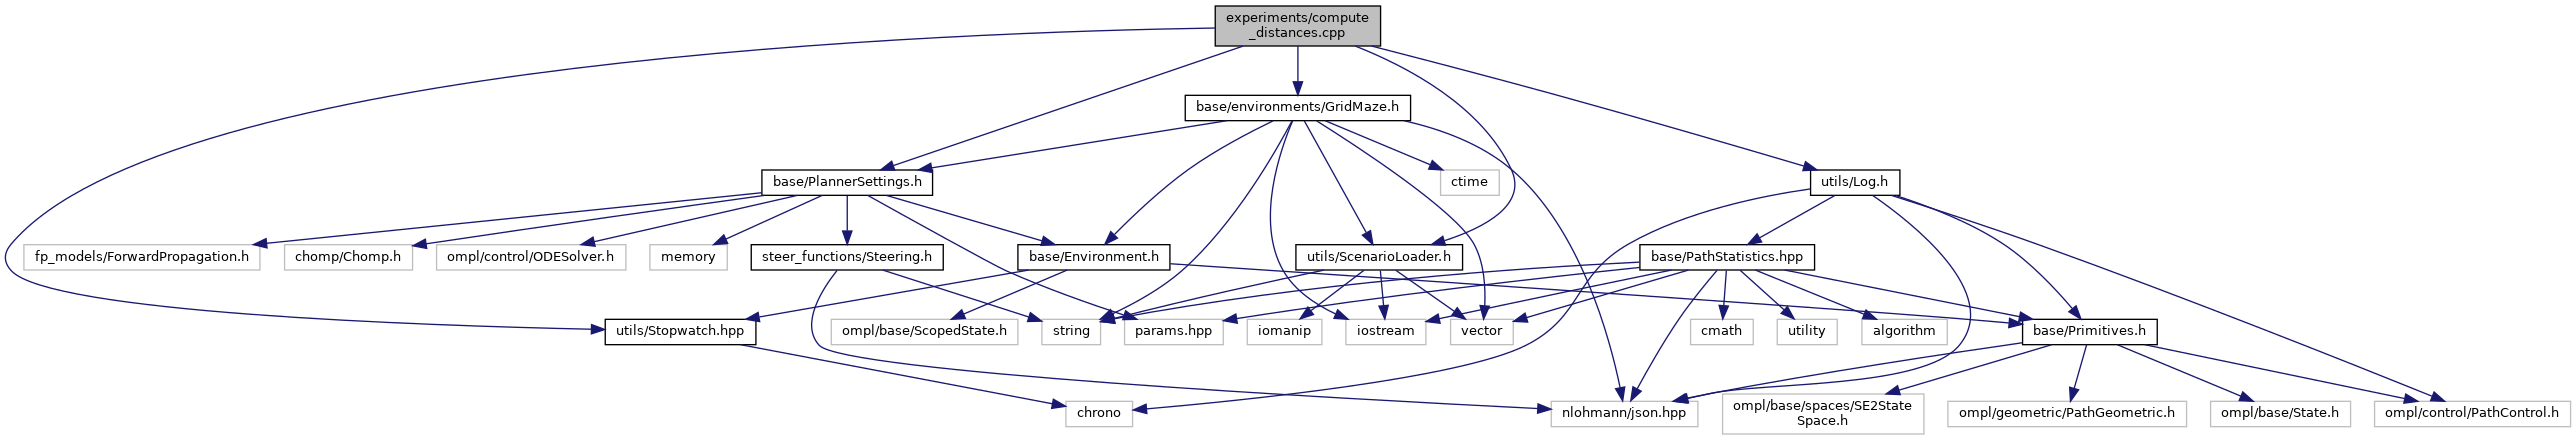 experiments/compute
_distances.cpp
base/environments/GridMaze.h
base/PlannerSettings.h
ctime
utils/Log.h
fp_models/ForwardPropagation.h
chomp/Chomp.h
ompl/control/ODESolver.h
memory
steer_functions/Steering.h
base/Environment.h
utils/ScenarioLoader.h
base/PathStatistics.hpp
utils/Stopwatch.hpp
ompl/base/ScopedState.h
string
params.hpp
iomanip
iostream
vector
cmath
utility
algorithm
base/Primitives.h
chrono
nlohmann/json.hpp
ompl/base/spaces/SE2State
Space.h
ompl/geometric/PathGeometric.h
ompl/base/State.h
ompl/control/PathControl.h